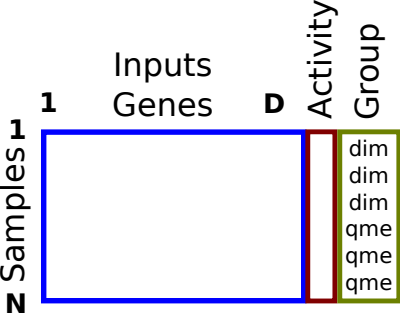 Inputs
Genes
1
D
Activity
Group
1
Samples
N
dim
dim
dim
qme
qme
qme